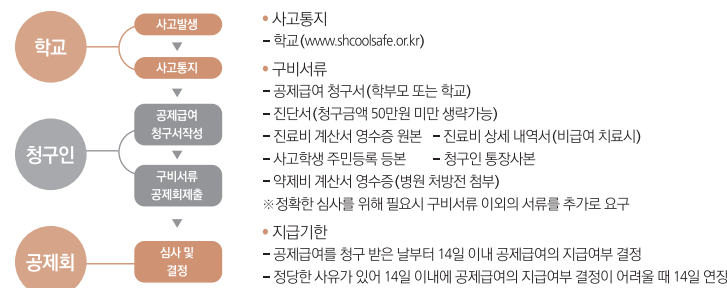 학교
사고발생
사고통지
청구인
공제급여
청구서작성
구비서류
공제회제출
공제회
심사 및
결정
• 사고통지
– 학교(www.shcoolsafe.or.kr)
• 구비서류
– 공제급여 청구서(학부모 또는 학교)
– 진단서(청구금액 50만원 미만 생략가능)
– 진료비 계산서 영수증 원본 – 진료비 상세 내역서(비급여 치료시)
– 사고학생 주민등록 등본 – 청구인 통장사본
– 약제비 계산서 영수증(병원 처방전 첨부)
※정확한 심사를 위해 필요시 구비서류 이외의 서류를 추가로 요구
• 지급기한
– 공제급여를 청구 받은 날부터 14일 이내 공제급여의 지급여부 결정
– 정당한 사유가 있어 14일 이내에 공제급여의 지급여부 결정이 어려울 때 14일 연장